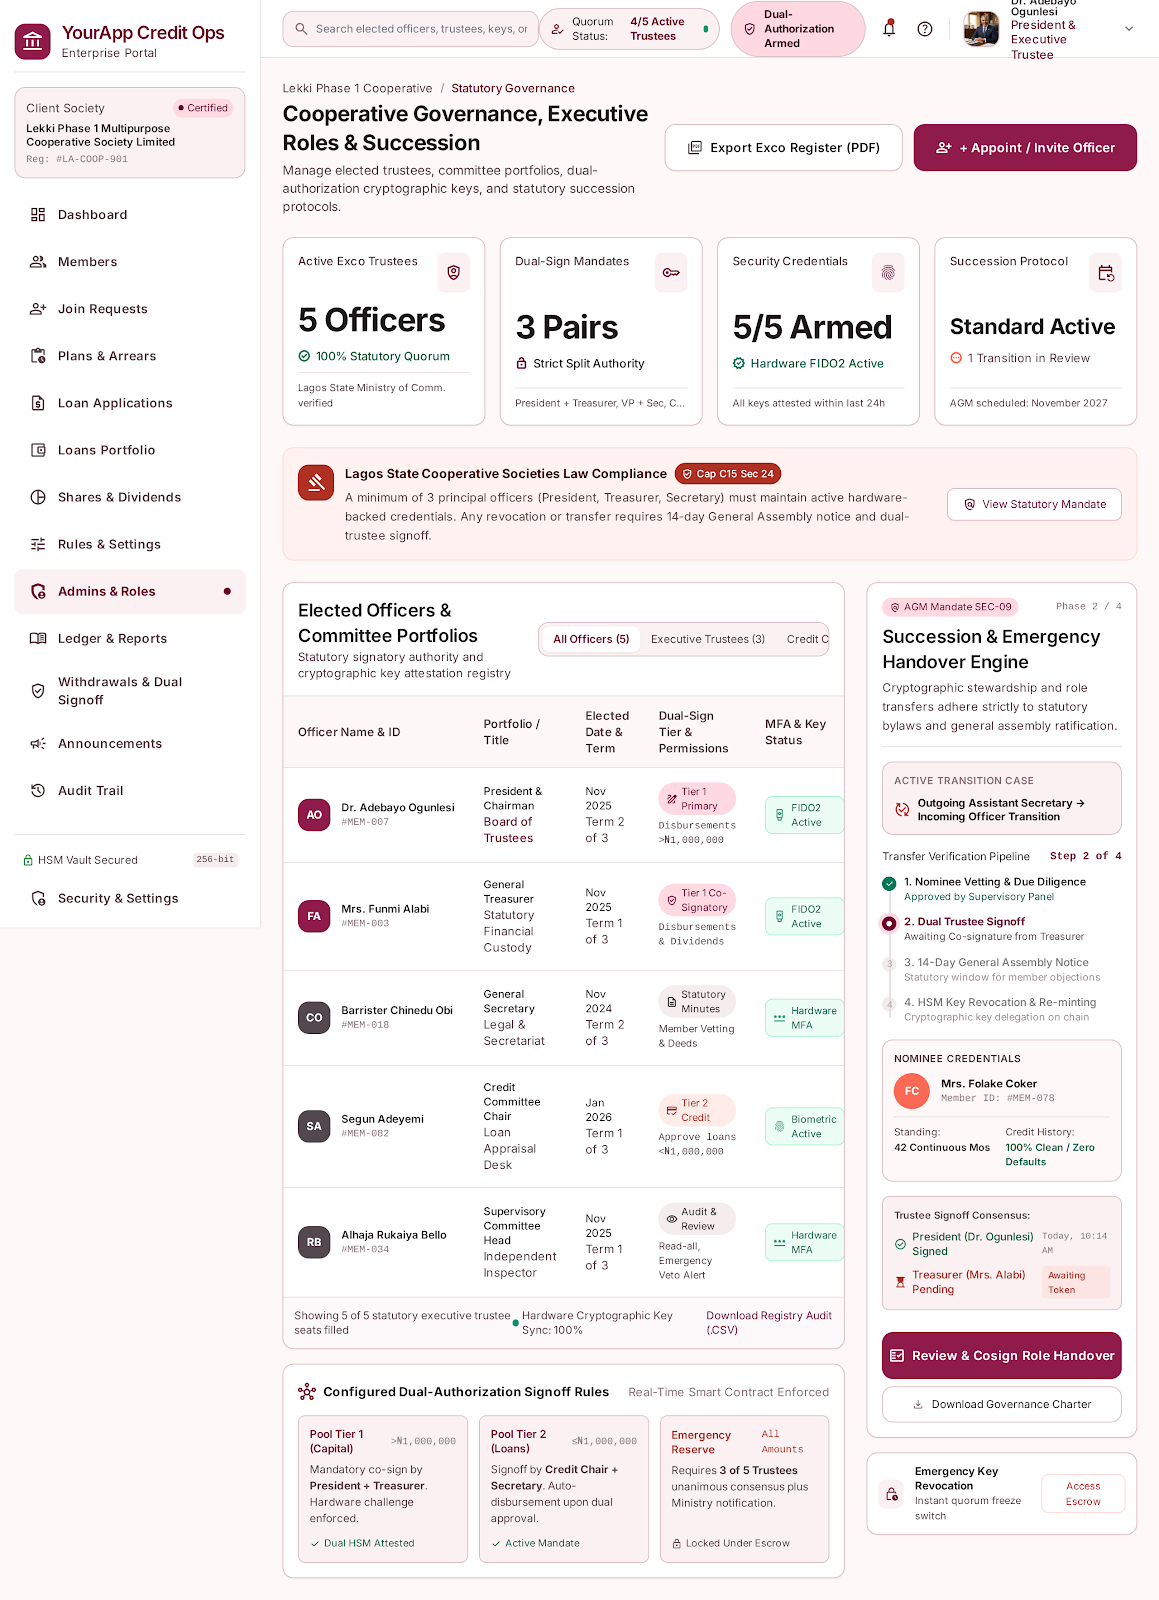 YourApp Credit Ops
Enterprise Portal
Client Society
Certified
Lekki Phase 1 Multipurpose
Cooperative Society Limited
Reg: #LA-COOP-901
Dashboard
Members
Join Requests
Plans & Arrears
Loan Applications
Loans Portfolio
Shares & Dividends
Rules & Settings
Admins & Roles
Ledger & Reports
Withdrawals & Dual
Signoff
Announcements
Audit Trail
HSM Vault Secured
256-bit
Security & Settings
Search elected officers, trustees, keys, or
Quorum
Status:
4/5 Active
Trustees
Dual-
Authorization
Armed
Dr. Adebayo
Ogunlesi
President &
Executive
Trustee
Lekki Phase 1 Cooperative / Statutory Governance
Cooperative Governance, Executive
Roles & Succession
Manage elected trustees, committee portfolios, dual-
authorization cryptographic keys, and statutory succession
protocols.
Export Exco Register (PDF)
+ Appoint / Invite Officer
Active Exco Trustees
5 Officers
100% Statutory Quorum
Lagos State Ministry of Comm.
verified
Dual-Sign Mandates
3 Pairs
Strict Split Authority
President + Treasurer, VP + Sec, C...
Security Credentials
5/5 Armed
Hardware FIDO2 Active
All keys attested within last 24h
Succession Protocol
Standard Active
1 Transition in Review
AGM scheduled: November 2027
Lagos State Cooperative Societies Law Compliance
Cap C15 Sec 24
A minimum of 3 principal officers (President, Treasurer, Secretary) must maintain active hardware-
backed credentials. Any revocation or transfer requires 14-day General Assembly notice and dual-
trustee signoff.
View Statutory Mandate
Elected Officers &
Committee Portfolios
Statutory signatory authority and
cryptographic key attestation registry
All Officers (5)
Executive Trustees (3)
Credit C
Officer Name & ID
Portfolio /
Title
Elected
Date &
Term
Dual-Sign
Tier &
Permissions
MFA & Key
Status
AO
Dr. Adebayo Ogunlesi
#MEM-007
President &
Chairman
Board of
Trustees
Nov
2025
Term 2
of 3
Tier 1
Primary
Disbursements
>₦1,000,000
FIDO2
Active
FA
Mrs. Funmi Alabi
#MEM-003
General
Treasurer
Statutory
Financial
Custody
Nov
2025
Term 1
of 3
Tier 1 Co-
Signatory
Disbursements
& Dividends
FIDO2
Active
CO
Barrister Chinedu Obi
#MEM-018
General
Secretary
Legal &
Secretariat
Nov
2024
Term 2
of 3
Statutory
Minutes
Member Vetting
& Deeds
Hardware
MFA
SA
Segun Adeyemi
#MEM-082
Credit
Committee
Chair
Loan
Appraisal
Desk
Jan
2026
Term 1
of 3
Tier 2
Credit
Approve loans
<₦1,000,000
Biometric
Active
RB
Alhaja Rukaiya Bello
#MEM-034
Supervisory
Committee
Head
Independent
Inspector
Nov
2025
Term 1
of 3
Audit &
Review
Read-all,
Emergency
Veto Alert
Hardware
MFA
Showing 5 of 5 statutory executive trustee
seats filled
Hardware Cryptographic Key
Sync: 100%
Download Registry Audit
(.CSV)
Configured Dual-Authorization Signoff Rules
Real-Time Smart Contract Enforced
Pool Tier 1
(Capital)
>₦1,000,000
Mandatory co-sign by
President + Treasurer.
Hardware challenge
enforced.
Dual HSM Attested
Pool Tier 2
(Loans)
≤₦1,000,000
Signoff by Credit Chair +
Secretary. Auto-
disbursement upon dual
approval.
Active Mandate
Emergency
Reserve
All
Amounts
Requires 3 of 5 Trustees
unanimous consensus plus
Ministry notification.
Locked Under Escrow
AGM Mandate SEC-09
Phase 2 / 4
Succession & Emergency
Handover Engine
Cryptographic stewardship and role
transfers adhere strictly to statutory
bylaws and general assembly ratification.
ACTIVE TRANSITION CASE
Outgoing Assistant Secretary →
Incoming Officer Transition
Transfer Verification Pipeline
Step 2 of 4
1. Nominee Vetting & Due Diligence
Approved by Supervisory Panel
2. Dual Trustee Signoff
Awaiting Co-signature from Treasurer
3
3. 14-Day General Assembly Notice
Statutory window for member objections
4
4. HSM Key Revocation & Re-minting
Cryptographic key delegation on chain
NOMINEE CREDENTIALS
FC
Mrs. Folake Coker
Member ID: #MEM-078
Standing:
42 Continuous Mos
Credit History:
100% Clean / Zero
Defaults
Trustee Signoff Consensus:
President (Dr. Ogunlesi)
Signed
Today, 10:14
AM
Treasurer (Mrs. Alabi)
Pending
Awaiting
Token
Review & Cosign Role Handover
Download Governance Charter
Emergency Key
Revocation
Instant quorum freeze
switch
Access
Escrow